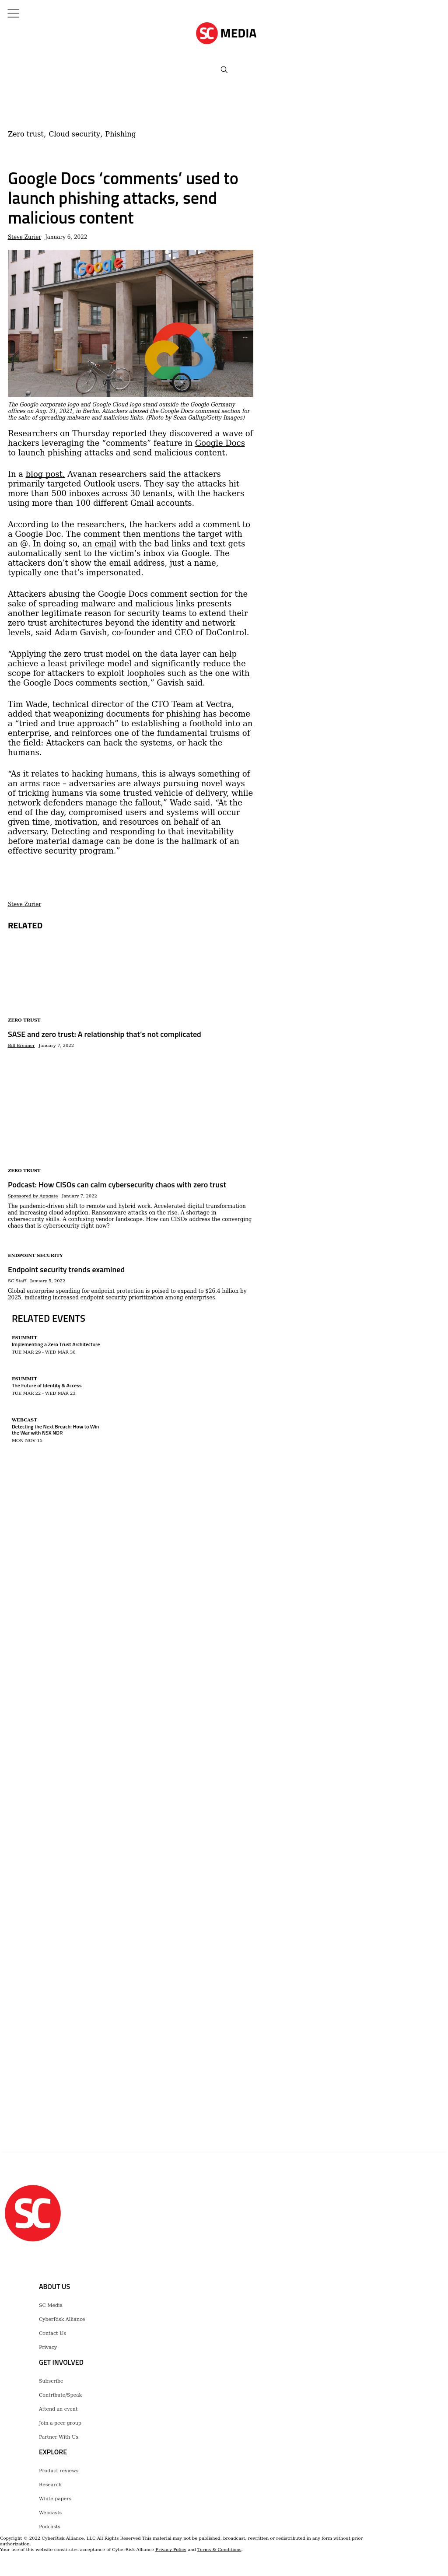 SC MEDIA
Zero trust, Cloud security, Phishing
Google Docs ‘comments’ used to
launch phishing attacks, send
malicious content
Steve Zurier January 6, 2022
Google
The Google corporate logo and Google Cloud logo stand outside the Google Germany
offices on Aug. 31, 2021, in Berlin. Attackers abused the Google Docs comment section for
the sake of spreading malware and malicious links. (Photo by Sean Gallup/Getty Images)
Researchers on Thursday reported they discovered a wave of
hackers leveraging the “comments” feature in Google Docs
to launch phishing attacks and send malicious content.
In a blog post, Avanan researchers said the attackers
primarily targeted Outlook users. They say the attacks hit
more than 500 inboxes across 30 tenants, with the hackers
using more than 100 different Gmail accounts.
According to the researchers, the hackers add a comment to
a Google Doc. The comment then mentions the target with
an @. In doing so, an email with the bad links and text gets
automatically sent to the victim’s inbox via Google. The
attackers don’t show the email address, just a name,
typically one that’s impersonated.
Attackers abusing the Google Docs comment section for the
sake of spreading malware and malicious links presents
another legitimate reason for security teams to extend their
zero trust architectures beyond the identity and network
levels, said Adam Gavish, co-founder and CEO of DoControl.
“Applying the zero trust model on the data layer can help
achieve a least privilege model and significantly reduce the
scope for attackers to exploit loopholes such as the one with
the Google Docs comments section,” Gavish said.
Tim Wade, technical director of the CTO Team at Vectra,
added that weaponizing documents for phishing has become
a “tried and true approach” to establishing a foothold into an
enterprise, and reinforces one of the fundamental truisms of
the field: Attackers can hack the systems, or hack the
humans.
“As it relates to hacking humans, this is always something of
an arms race – adversaries are always pursuing novel ways
of tricking humans via some trusted vehicle of delivery, while
network defenders manage the fallout,” Wade said. “At the
end of the day, compromised users and systems will occur
given time, motivation, and resources on behalf of an
adversary. Detecting and responding to that inevitability
before material damage can be done is the hallmark of an
effective security program.”
Steve Zurier
RELATED
ZERO TRUST
SASE and zero trust: A relationship that’s not complicated
Bill Brenner January 7, 2022
ZERO TRUST
Podcast: How CISOs can calm cybersecurity chaos with zero trust
Sponsored by Appgate January 7, 2022
The pandemic-driven shift to remote and hybrid work. Accelerated digital transformation
and increasing cloud adoption. Ransomware attacks on the rise. A shortage in
cybersecurity skills. A confusing vendor landscape. How can CISOs address the converging
chaos that is cybersecurity right now?
ENDPOINT SECURITY
Endpoint security trends examined
SC Staff January 5, 2022
Global enterprise spending for endpoint protection is poised to expand to $26.4 billion by
2025, indicating increased endpoint security prioritization among enterprises.
RELATED EVENTS
ESUMMIT
Implementing a Zero Trust Architecture
TUE MAR 29 - WED MAR 30
ESUMMIT
The Future of Identity & Access
TUE MAR 22 - WED MAR 23
WEBCAST
Detecting the Next Breach: How to Win
the War with NSX NDR
MON NOV 15
SC
ABOUT US
SC Media
CyberRisk Alliance
Contact Us
Privacy
GET INVOLVED
Subscribe
Contribute/Speak
Attend an event
Join a peer group
Partner With Us
EXPLORE
Product reviews
Research
White papers
Webcasts
Podcasts
Copyright © 2022 CyberRisk Alliance, LLC All Rights Reserved This material may not be published, broadcast, rewritten or redistributed in any form without prior
authorization.
Your use of this website constitutes acceptance of CyberRisk Alliance Privacy Policy and Terms & Conditions.